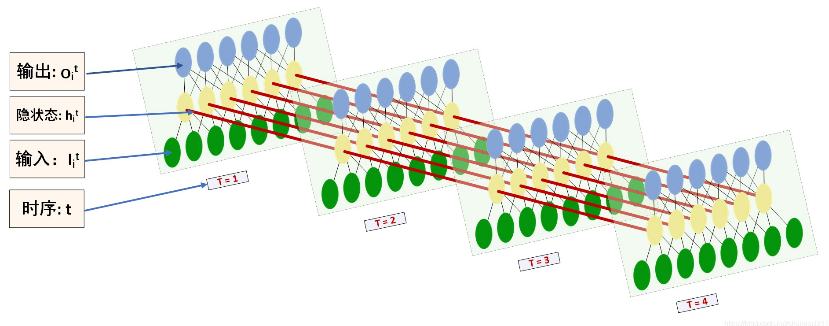 输出: Oᵢᵗ
隐状态: hᵢᵗ
输入: Iᵢᵗ
时序: t
T = 1
T = 2
T = 3
T = 4